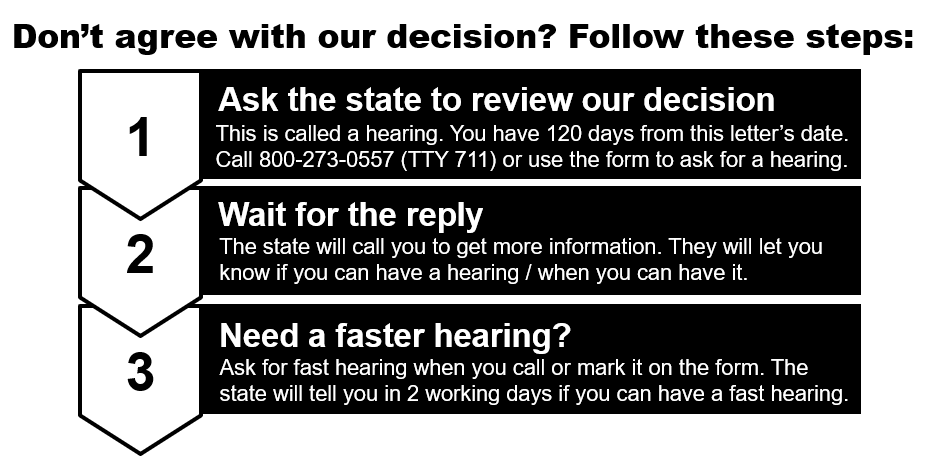 Don’t agree with our decision? Follow these steps:
1
Ask the state to review our decision
This is called a hearing. You have 120 days from this letter’s date.
Call 800-273-0557 (TTY 711) or use the form to ask for a hearing.
2
Wait for the reply
The state will call you to get more information. They will let you
know if you can have a hearing / when you can have it.
3
Need a faster hearing?
Ask for fast hearing when you call or mark it on the form. The
state will tell you in 2 working days if you can have a fast hearing.